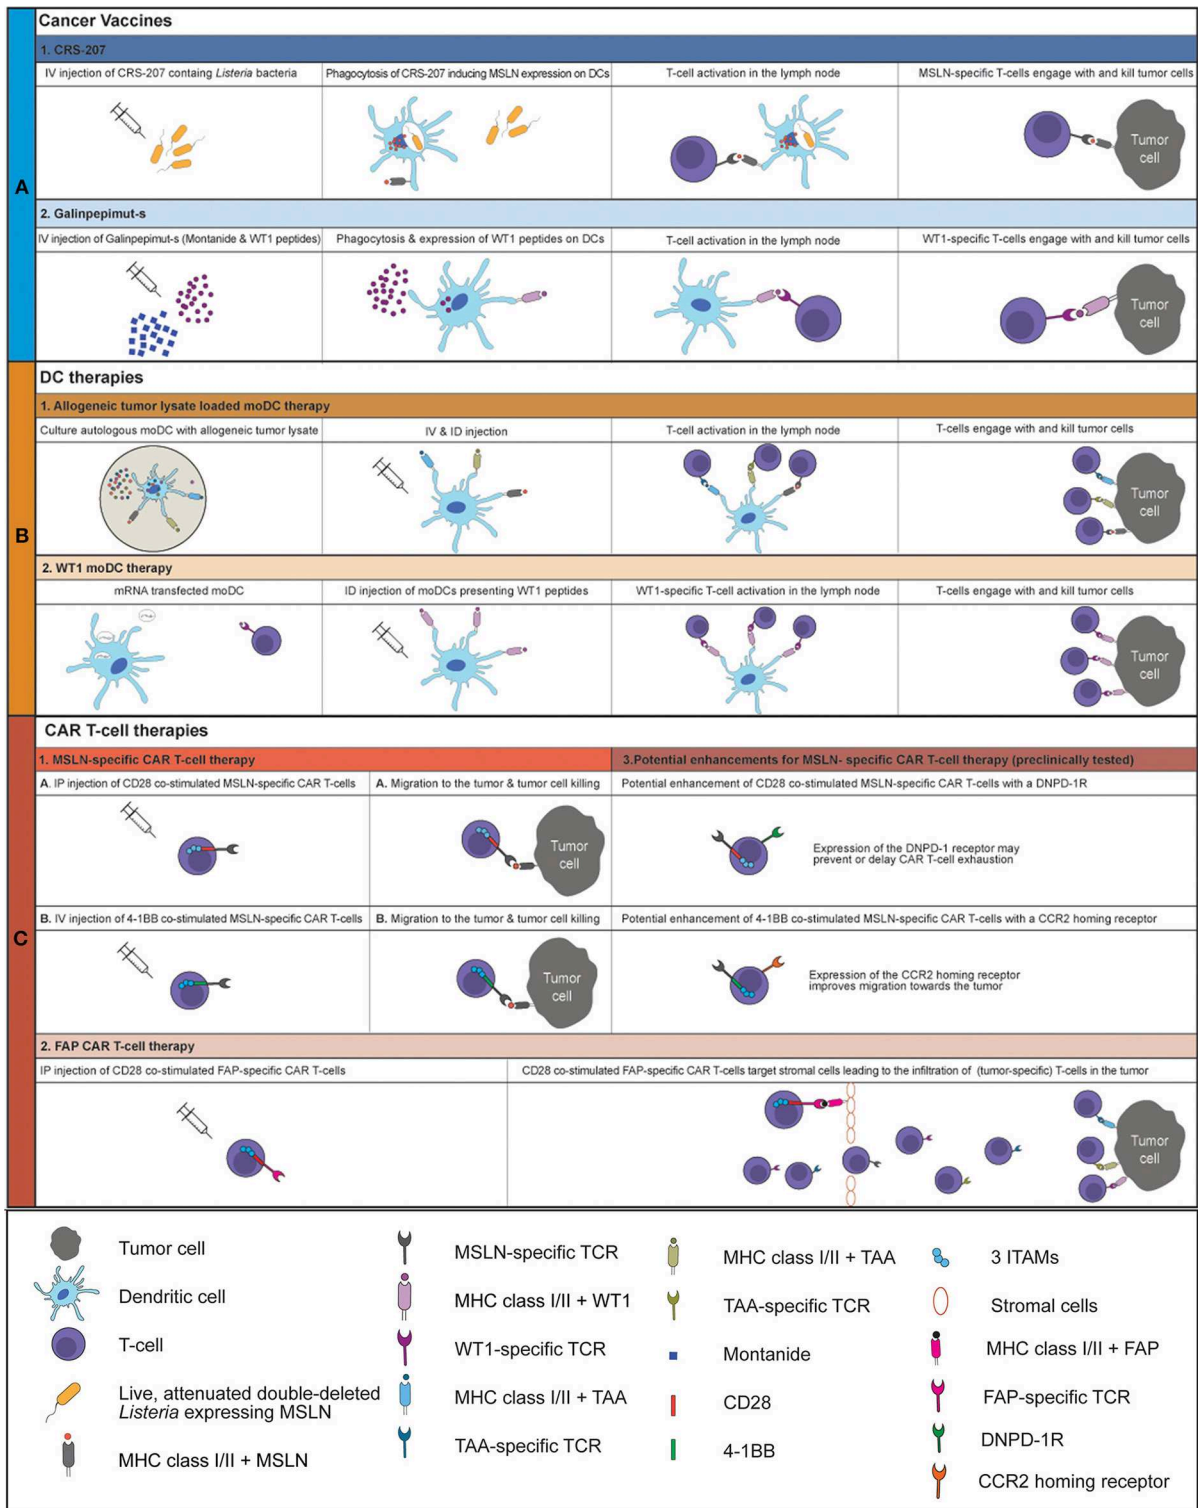 A
Cancer Vaccines
1. CRS-207
IV injection of CRS-207 containg Listeria bacteria
Phagocytosis of CRS-207 inducing MSLN expression on DCs
T-cell activation in the lymph node
MSLN-specific T-cells engage with and kill tumor cells
Tumor
cell
2. Galinpepimut-s
IV injection of Galinpepimut-s (Montanide & WT1 peptides)
Phagocytosis & expression of WT1 peptides on DCs
T-cell activation in the lymph node
WT1-specific T-cells engage with and kill tumor cells
Tumor
cell
B
DC therapies
1. Allogeneic tumor lysate loaded moDC therapy
Culture autologous moDC with allogeneic tumor lysate
IV & ID injection
T-cell activation in the lymph node
T-cells engage with and kill tumor cells
Tumor
cell
2. WT1 moDC therapy
mRNA transfected moDC
ID injection of moDCs presenting WT1 peptides
WT1-specific T-cell activation in the lymph node
T-cells engage with and kill tumor cells
Tumor
cell
C
CAR T-cell therapies
1. MSLN-specific CAR T-cell therapy
3.Potential enhancements for MSLN- specific CAR T-cell therapy (preclinically tested)
A. IP injection of CD28 co-stimulated MSLN-specific CAR T-cells
A. Migration to the tumor & tumor cell killing
Potential enhancement of CD28 co-stimulated MSLN-specific CAR T-cells with a DNPD-1R
Tumor
cell
Expression of the DNPD-1 receptor may
prevent or delay CAR T-cell exhaustion
B. IV injection of 4-1BB co-stimulated MSLN-specific CAR T-cells
B. Migration to the tumor & tumor cell killing
Potential enhancement of 4-1BB co-stimulated MSLN-specific CAR T-cells with a CCR2 homing receptor
Tumor
cell
Expression of the CCR2 homing receptor
improves migration towards the tumor
2. FAP CAR T-cell therapy
IP injection of CD28 co-stimulated FAP-specific CAR T-cells
CD28 co-stimulated FAP-specific CAR T-cells target stromal cells leading to the infiltration of (tumor-specific) T-cells in the tumor
Tumor
cell
Tumor cell
Dendritic cell
T-cell
Live, attenuated double-deleted
Listeria expressing MSLN
MHC class I/II + MSLN
MSLN-specific TCR
MHC class I/II + WT1
WT1-specific TCR
MHC class I/II + TAA
TAA-specific TCR
MHC class I/II + TAA
TAA-specific TCR
Montanide
CD28
4-1BB
3 ITAMs
Stromal cells
MHC class I/II + FAP
FAP-specific TCR
DNPD-1R
CCR2 homing receptor